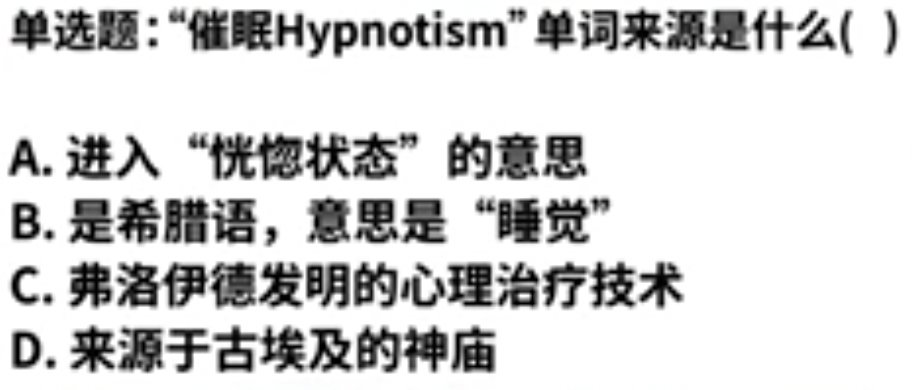 单选题：“催眠Hypnotism”单词来源是什么( )
A. 进入“恍惚状态”的意思
B. 是希腊语，意思是“睡觉”
C. 弗洛伊德发明的心理治疗技术
D. 来源于古埃及的神庙